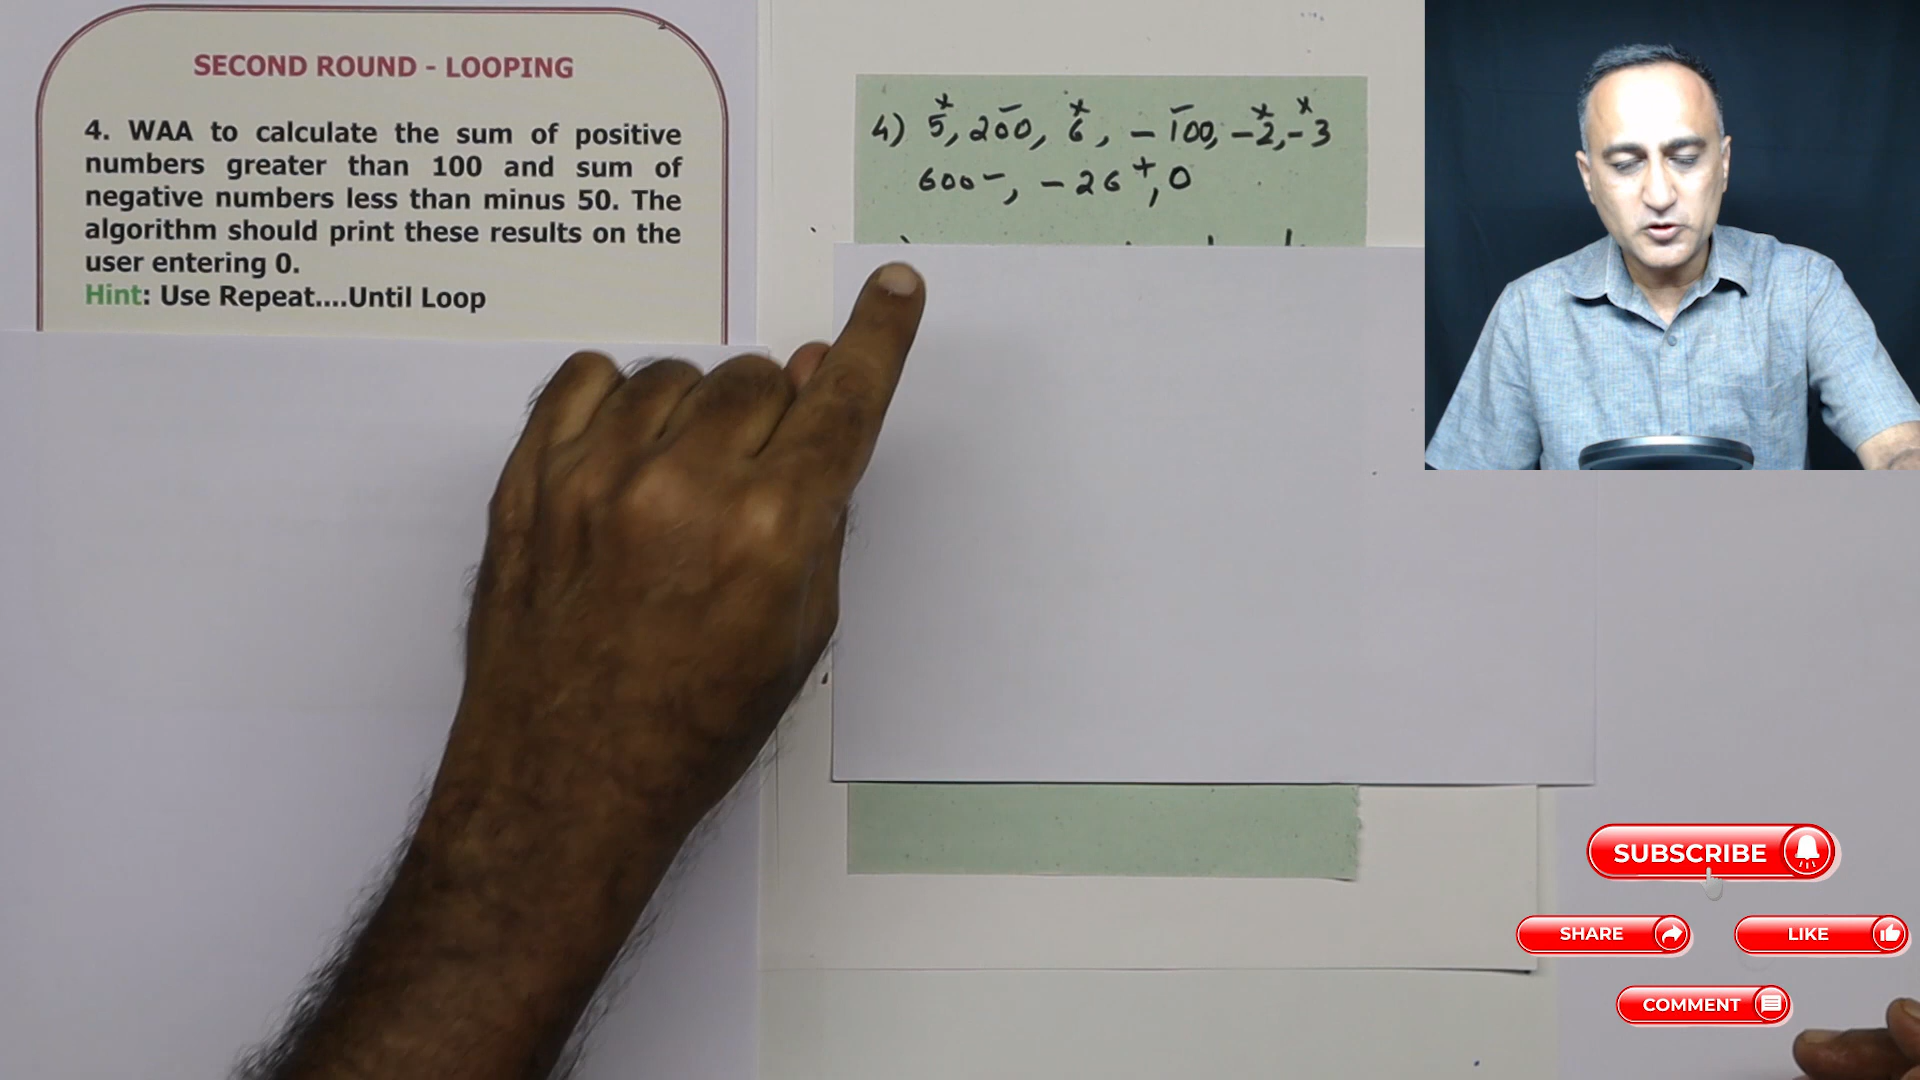 SECOND ROUND - LOOPING
4. WAA to calculate the sum of positive
numbers greater than 100 and sum of
negative numbers less than minus 50. The
algorithm should print these results on the
user entering 0.
Hint: Use Repeat....Until Loop
4) 5, 200, 6, -100, -2, -3
600, -26, 0
SUBSCRIBE
SHARE
LIKE
COMMENT